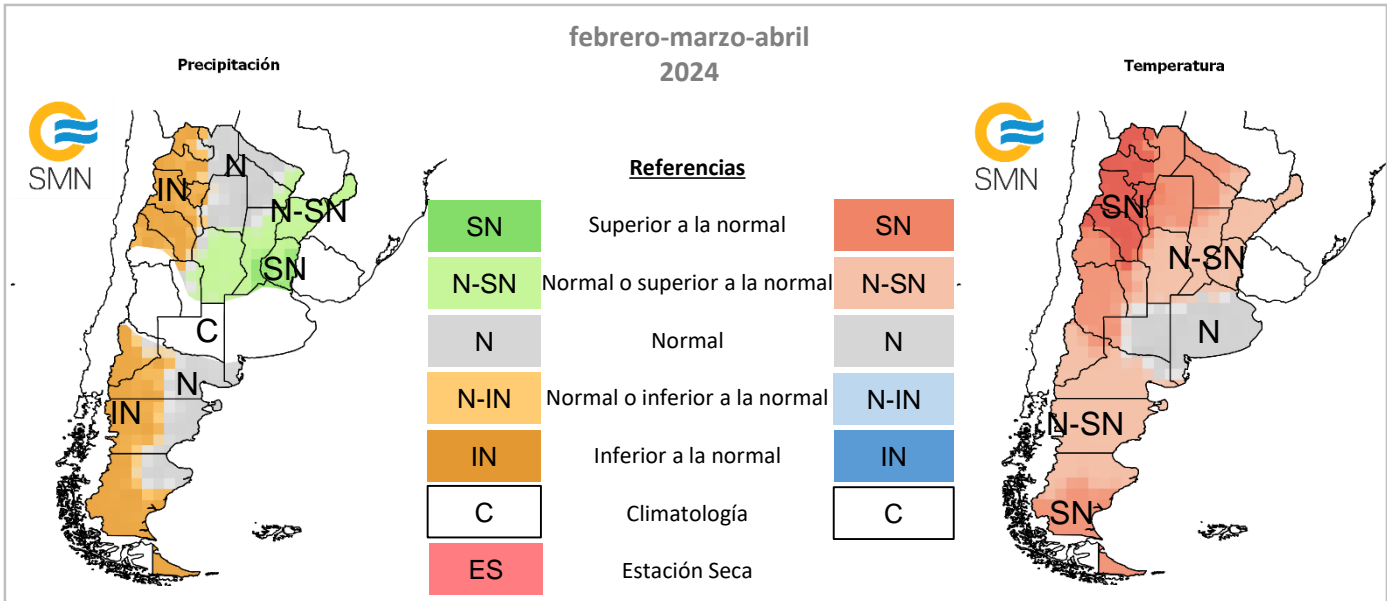 febrero-marzo-abril
2024
Precipitación
SMN
N
IN
N-SN
SN
C
N
IN
Referencias
SN Superior a la normal SN
N-SN Normal o superior a la normal N-SN
N Normal N
N-IN Normal o inferior a la normal N-IN
IN Inferior a la normal IN
C Climatología C
ES Estación Seca
Temperatura
SMN
SN
N-SN
N
N-SN
SN